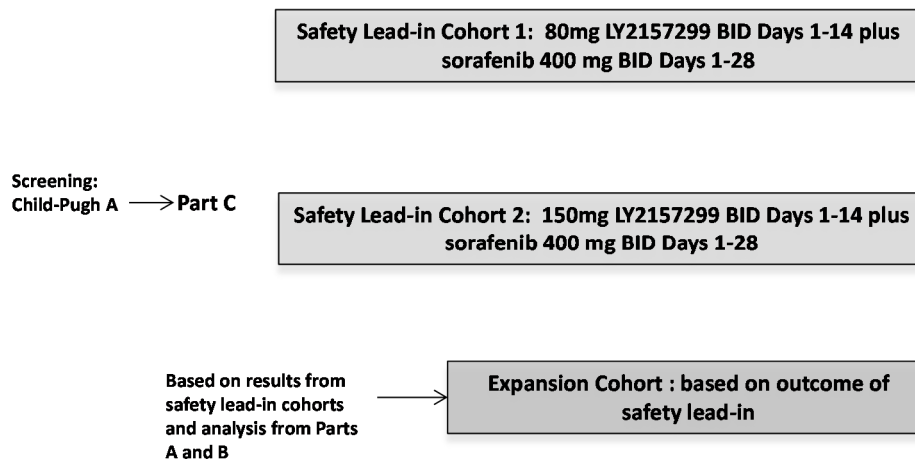 Safety Lead-in Cohort 1: 80mg LY2157299 BID Days 1-14 plus
sorafenib 400 mg BID Days 1-28
Screening:
Child-Pugh A
Part C
Safety Lead-in Cohort 2: 150mg LY2157299 BID Days 1-14 plus
sorafenib 400 mg BID Days 1-28
Based on results from
safety lead-in cohorts
and analysis from Parts
A and B
Expansion Cohort : based on outcome of
safety lead-in